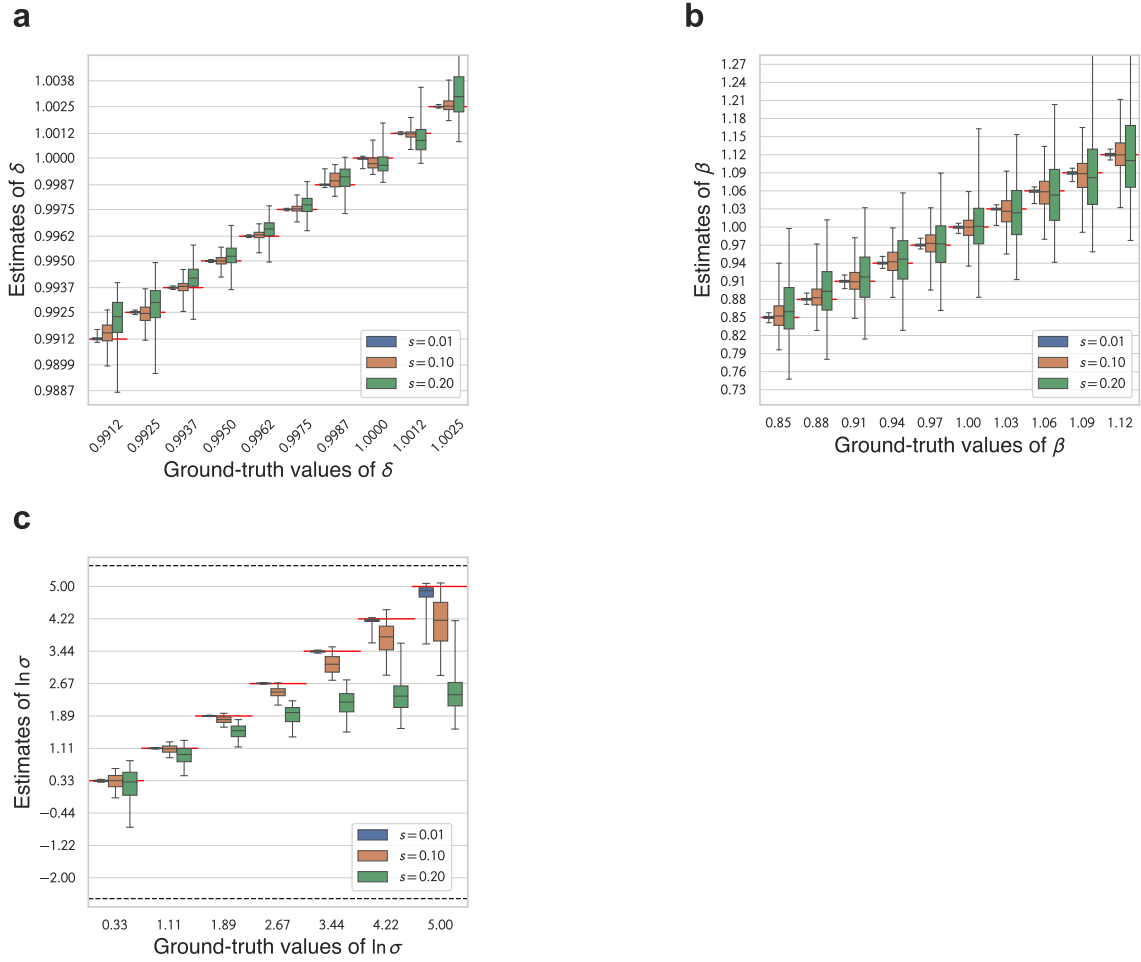 a
Estimates of δ
1.0038
1.0025
1.0012
1.0000
0.9987
0.9975
0.9962
0.9950
0.9937
0.9925
0.9912
0.9899
0.9887
s = 0.01
s = 0.10
s = 0.20
0.9912 0.9925 0.9937 0.9950 0.9962 0.9975 0.9987 1.0000 1.0012 1.0025
Ground-truth values of δ
b
Estimates of β
1.27
1.24
1.21
1.18
1.15
1.12
1.09
1.06
1.03
1.00
0.97
0.94
0.91
0.88
0.85
0.82
0.79
0.76
0.73
s = 0.01
s = 0.10
s = 0.20
0.85 0.88 0.91 0.94 0.97 1.00 1.03 1.06 1.09 1.12
Ground-truth values of β
c
Estimates of ln σ
5.00
4.22
3.44
2.67
1.89
1.11
0.33
−0.44
−1.22
−2.00
s = 0.01
s = 0.10
s = 0.20
0.33 1.11 1.89 2.67 3.44 4.22 5.00
Ground-truth values of ln σ